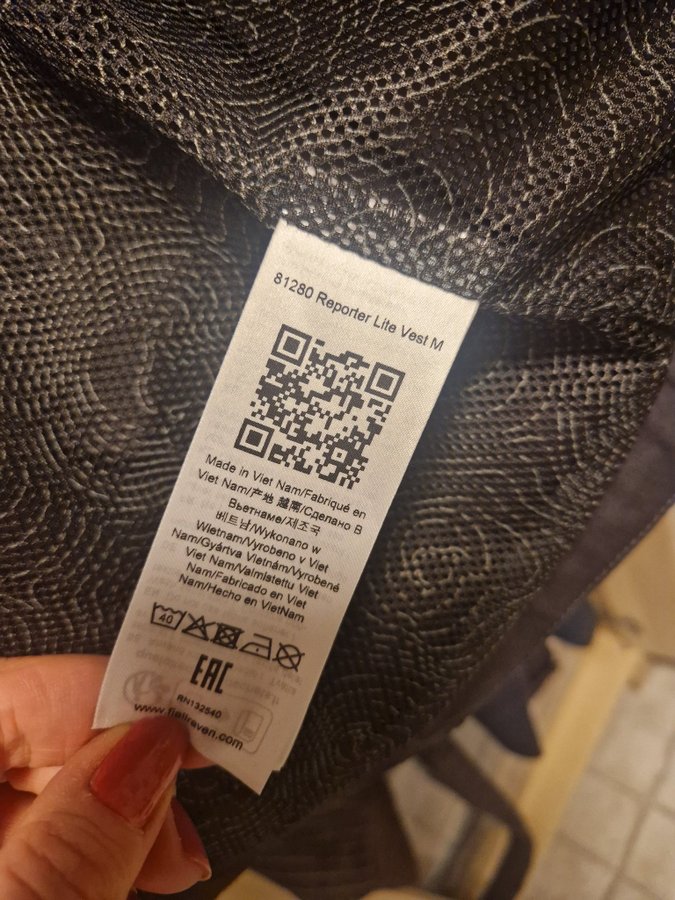 81280 Reporter Lite Vest M
Made in Viet Nam/Fabriqué en
Viet Nam/产地 越南/Сделано В
Вьетнаме/제조국
베트남/Wykonano w
Wietnam/Vyrobeno v Viet
Nam/Gyártva Vietnám/Vyrobené
Viet Nam/Valmistettu Viet
Nam/Fabricado en Viet
Nam/Hecho en VietNam
40
EAC
RN132540
www.fjallraven.com